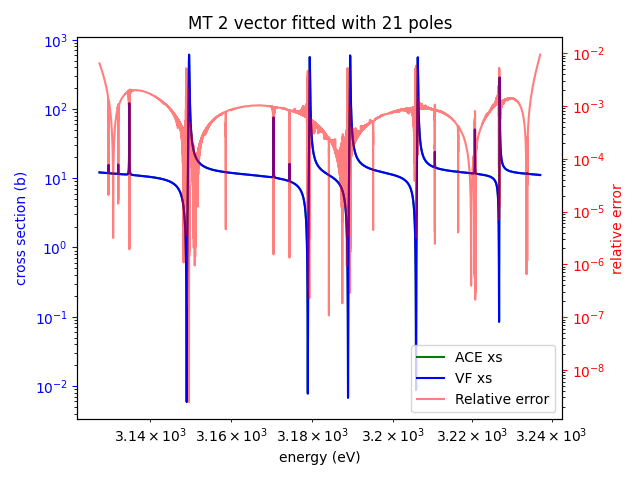 MT 2 vector fitted with 21 poles
cross section (b)
10³
10²
10¹
10⁰
10⁻¹
10⁻²
10⁻²
10⁻³
10⁻⁴
10⁻⁵
10⁻⁶
10⁻⁷
10⁻⁸
relative error
ACE xs
VF xs
Relative error
3.14 × 10³ 3.16 × 10³ 3.18 × 10³ 3.2 × 10³ 3.22 × 10³ 3.24 × 10³
energy (eV)